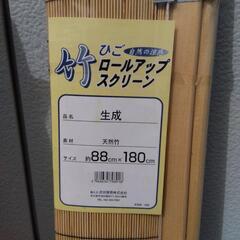 竹
ひご
自然の涼風
ロールアップ
スクリーン
品名
生成
素材
天然竹
サイズ
約88cm×180cm